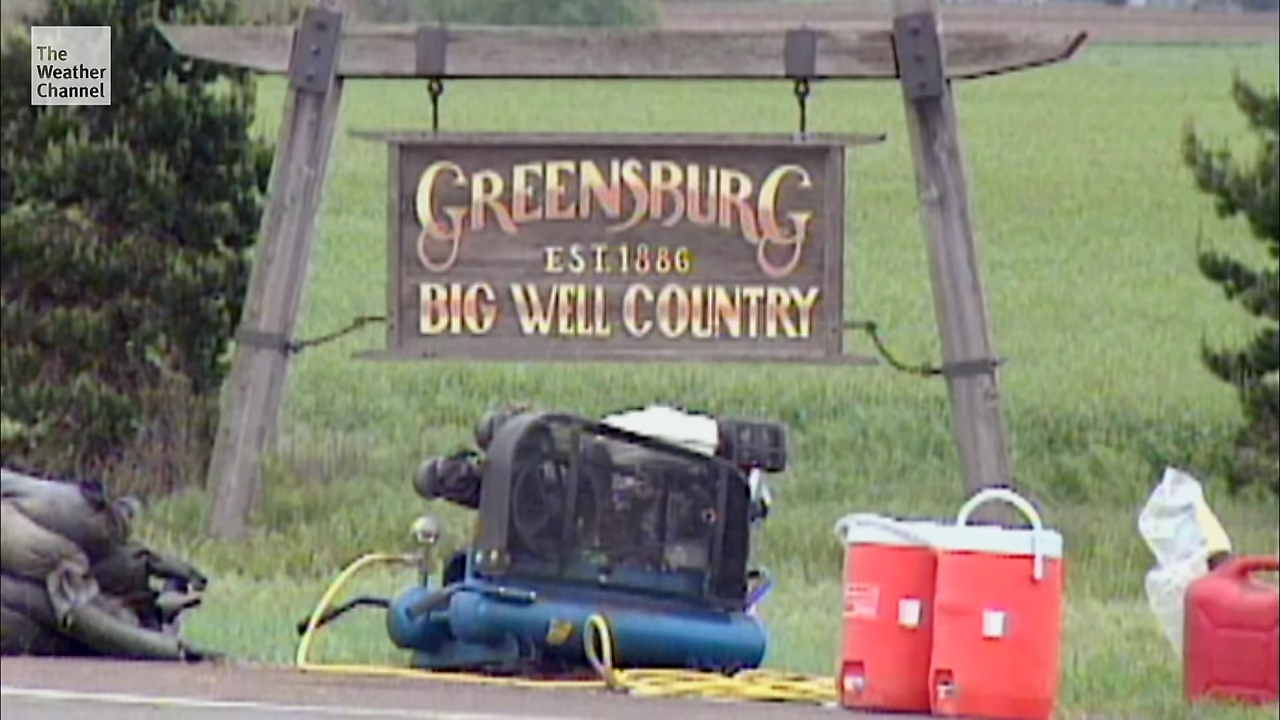 The
Weather
Channel
GREENSBURG
EST. 1886
BIG WELL COUNTRY